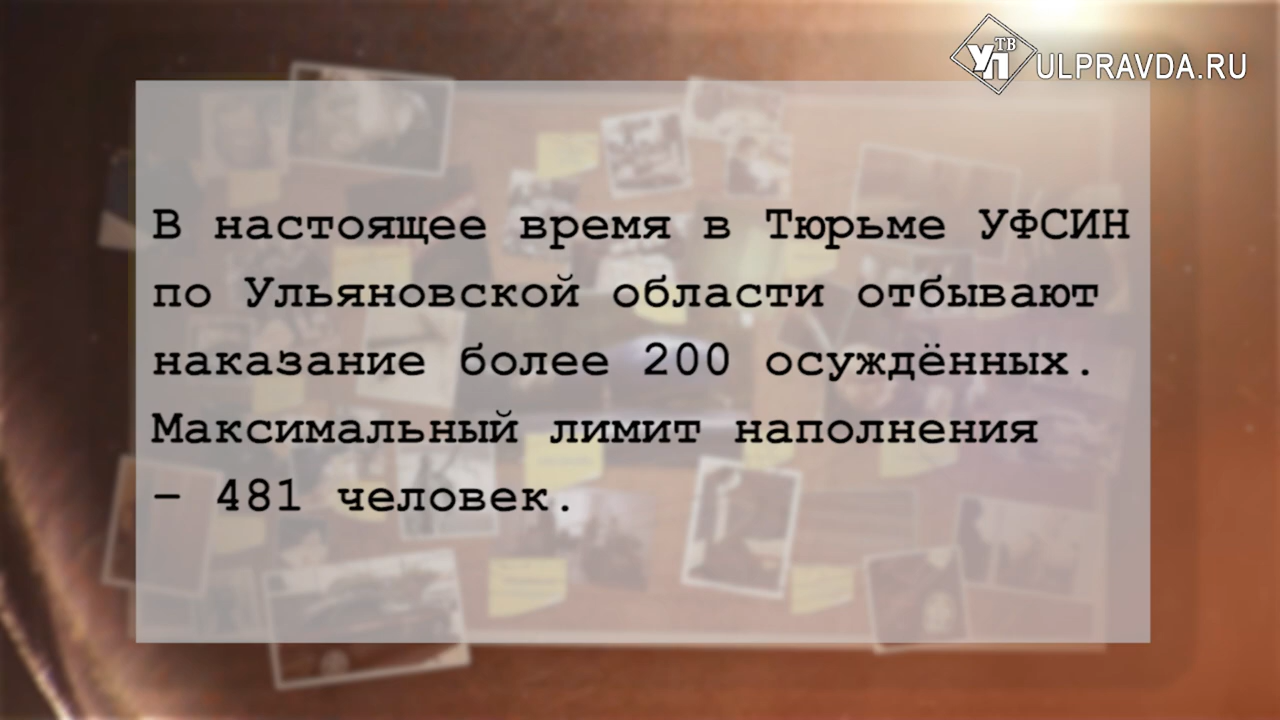 УП ТВ
ULPRAVDA.RU
В настоящее время в Тюрьме УФСИН
по Ульяновской области отбывают
наказание более 200 осуждённых.
Максимальный лимит наполнения
– 481 человек.